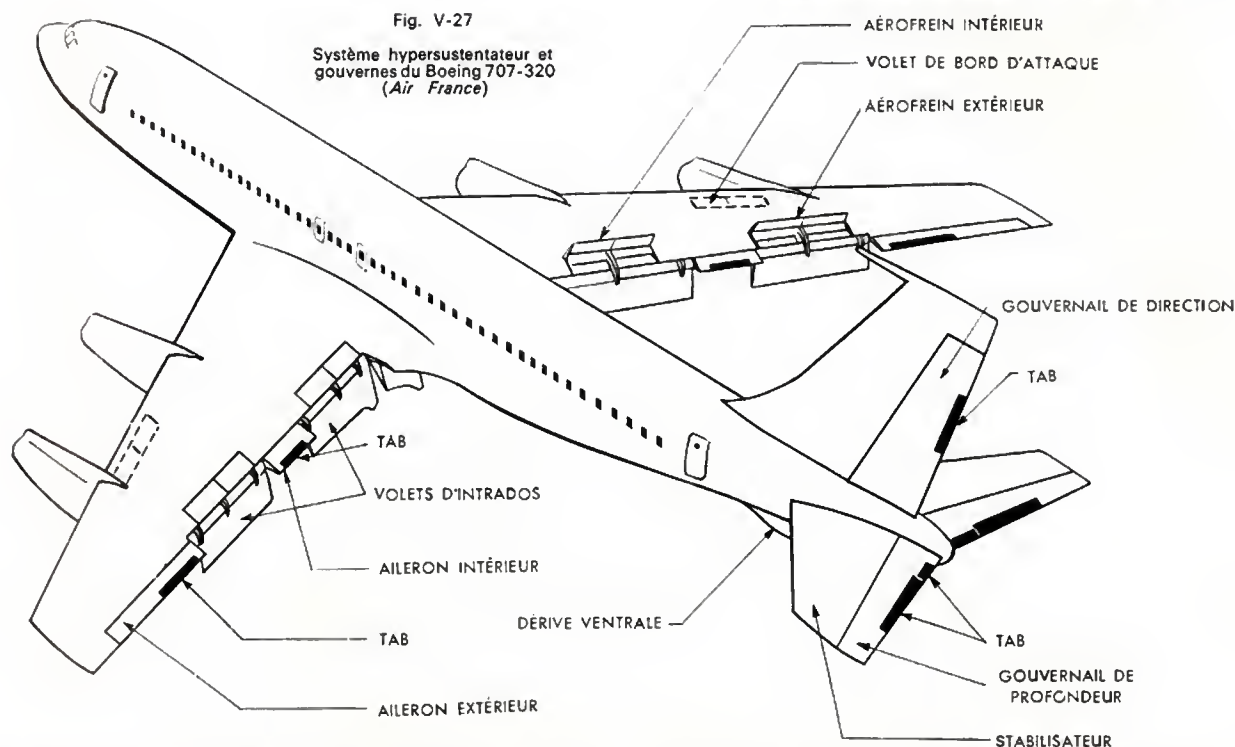 Fig. V-27
Système hypersustentateur et
gouvernes du Boeing 707-320
(Air France)
AÉROFREIN INTÉRIEUR
VOLET DE BORD D'ATTAQUE
AÉROFREIN EXTÉRIEUR
GOUVERNAIL DE DIRECTION
TAB
TAB
VOLETS D'INTRADOS
AILERON INTÉRIEUR
DÉRIVE VENTRALE
TAB
TAB
GOUVERNAIL DE
PROFONDEUR
AILERON EXTÉRIEUR
STABILISATEUR